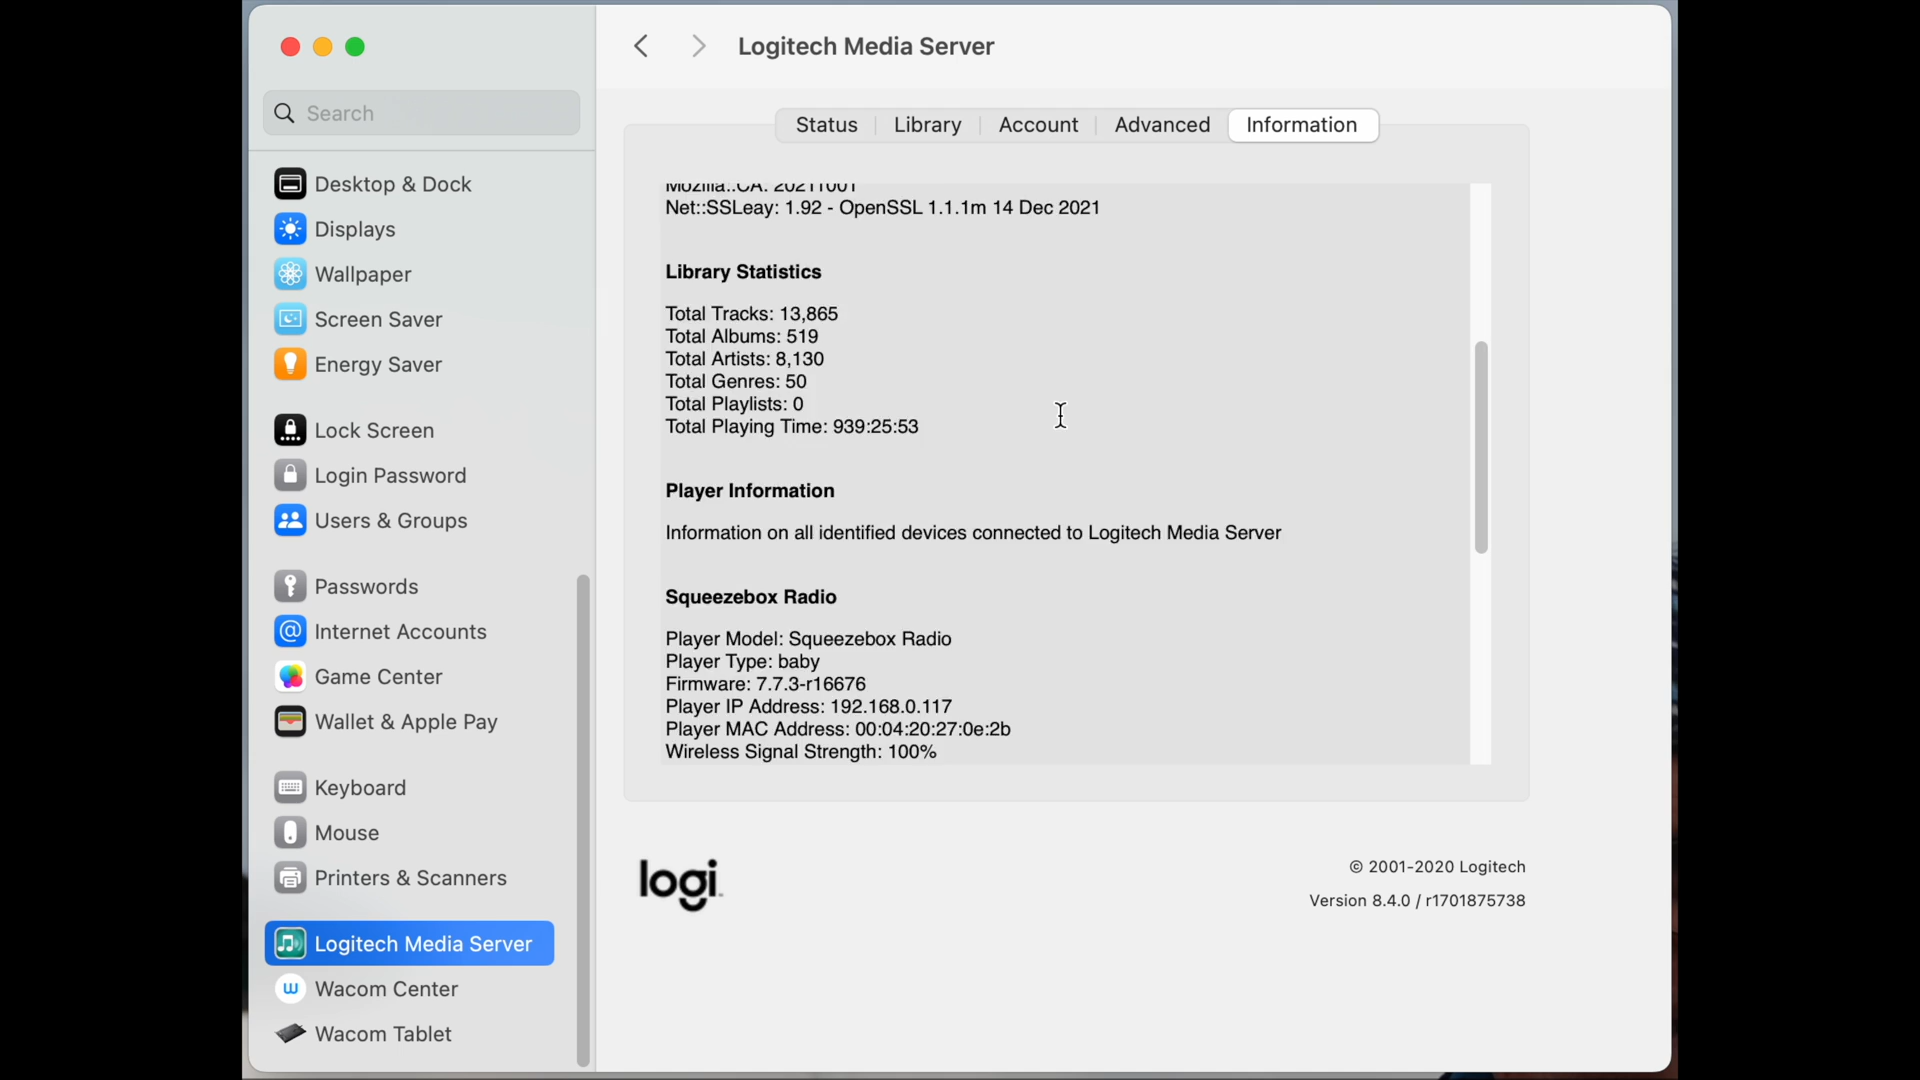 Search
Desktop & Dock
Displays
Wallpaper
Screen Saver
Energy Saver
Lock Screen
Login Password
Users & Groups
Passwords
Internet Accounts
Game Center
Wallet & Apple Pay
Keyboard
Mouse
Printers & Scanners
Logitech Media Server
Wacom Center
Wacom Tablet
Logitech Media Server
Status Library Account Advanced Information
Mozilla::CA: 20211001
Net::SSLeay: 1.92 - OpenSSL 1.1.1m 14 Dec 2021
Library Statistics
Total Tracks: 13,865
Total Albums: 519
Total Artists: 8,130
Total Genres: 50
Total Playlists: 0
Total Playing Time: 939:25:53
Player Information
Information on all identified devices connected to Logitech Media Server
Squeezebox Radio
Player Model: Squeezebox Radio
Player Type: baby
Firmware: 7.7.3-r16676
Player IP Address: 192.168.0.117
Player MAC Address: 00:04:20:27:0e:2b
Wireless Signal Strength: 100%
logi
© 2001-2020 Logitech
Version 8.4.0 / r1701875738